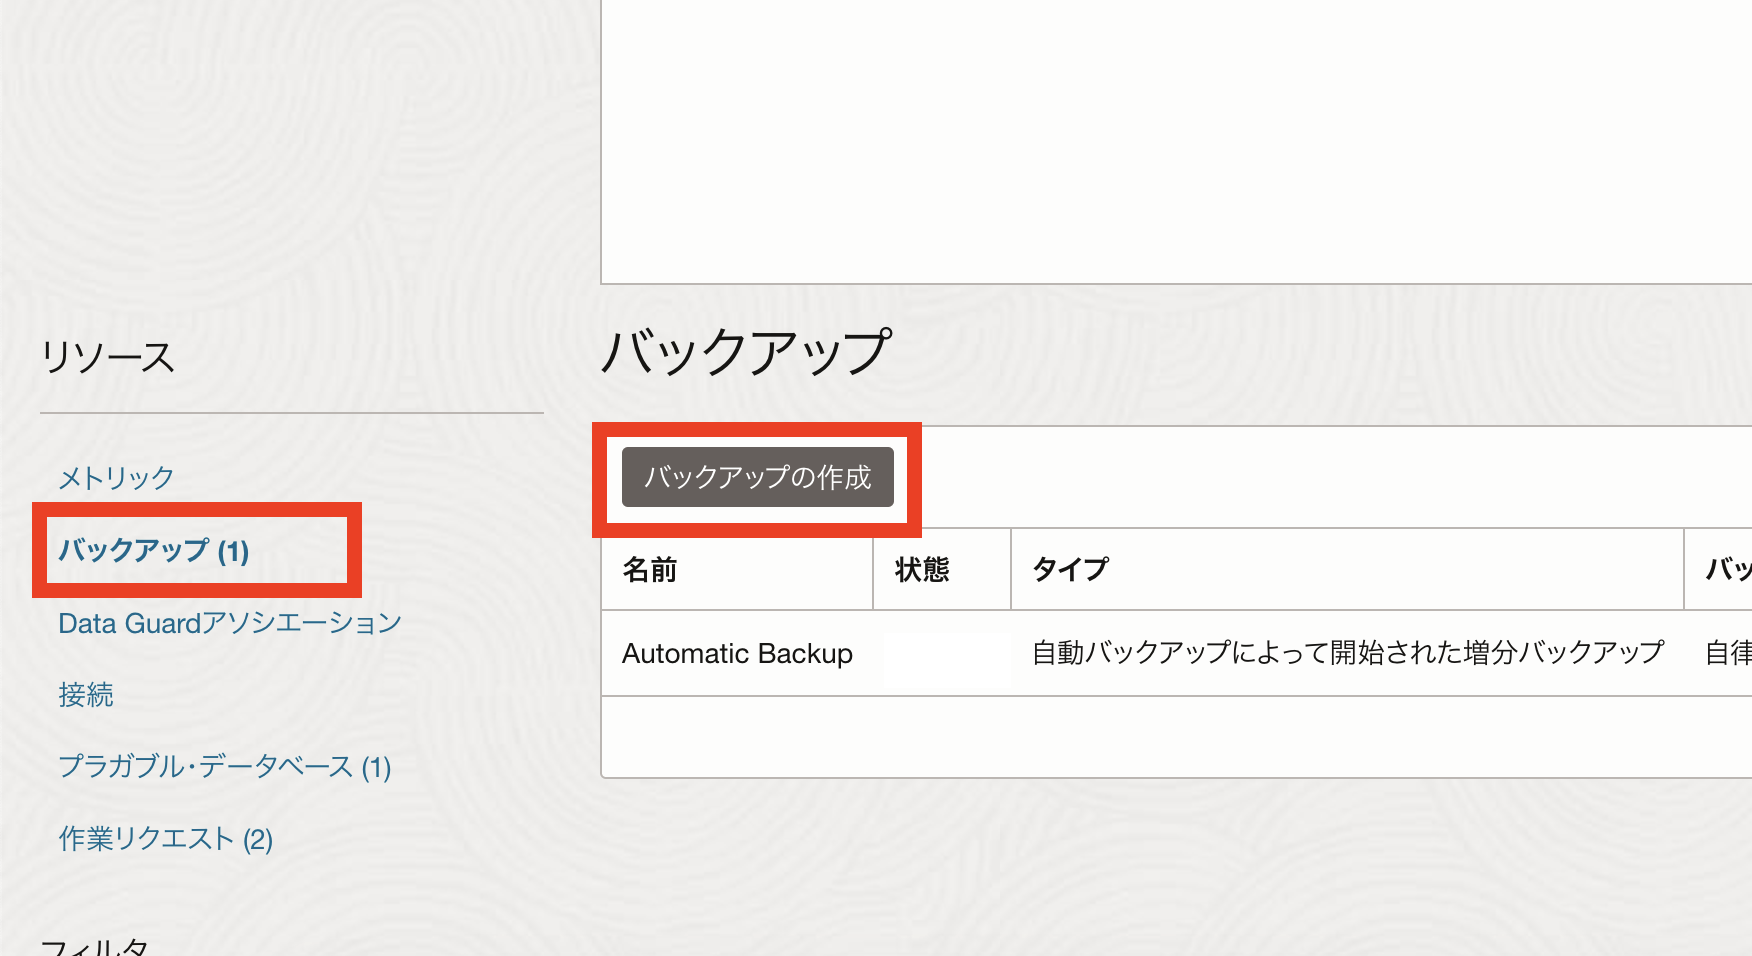 リソース
メトリック
バックアップ (1)
Data Guardアソシエーション
接続
プラガブル・データベース (1)
作業リクエスト (2)
フィルタ
バックアップ
バックアップの作成
名前 状態 タイプ バッ
Automatic Backup 自動バックアップによって開始された増分バックアップ 自律